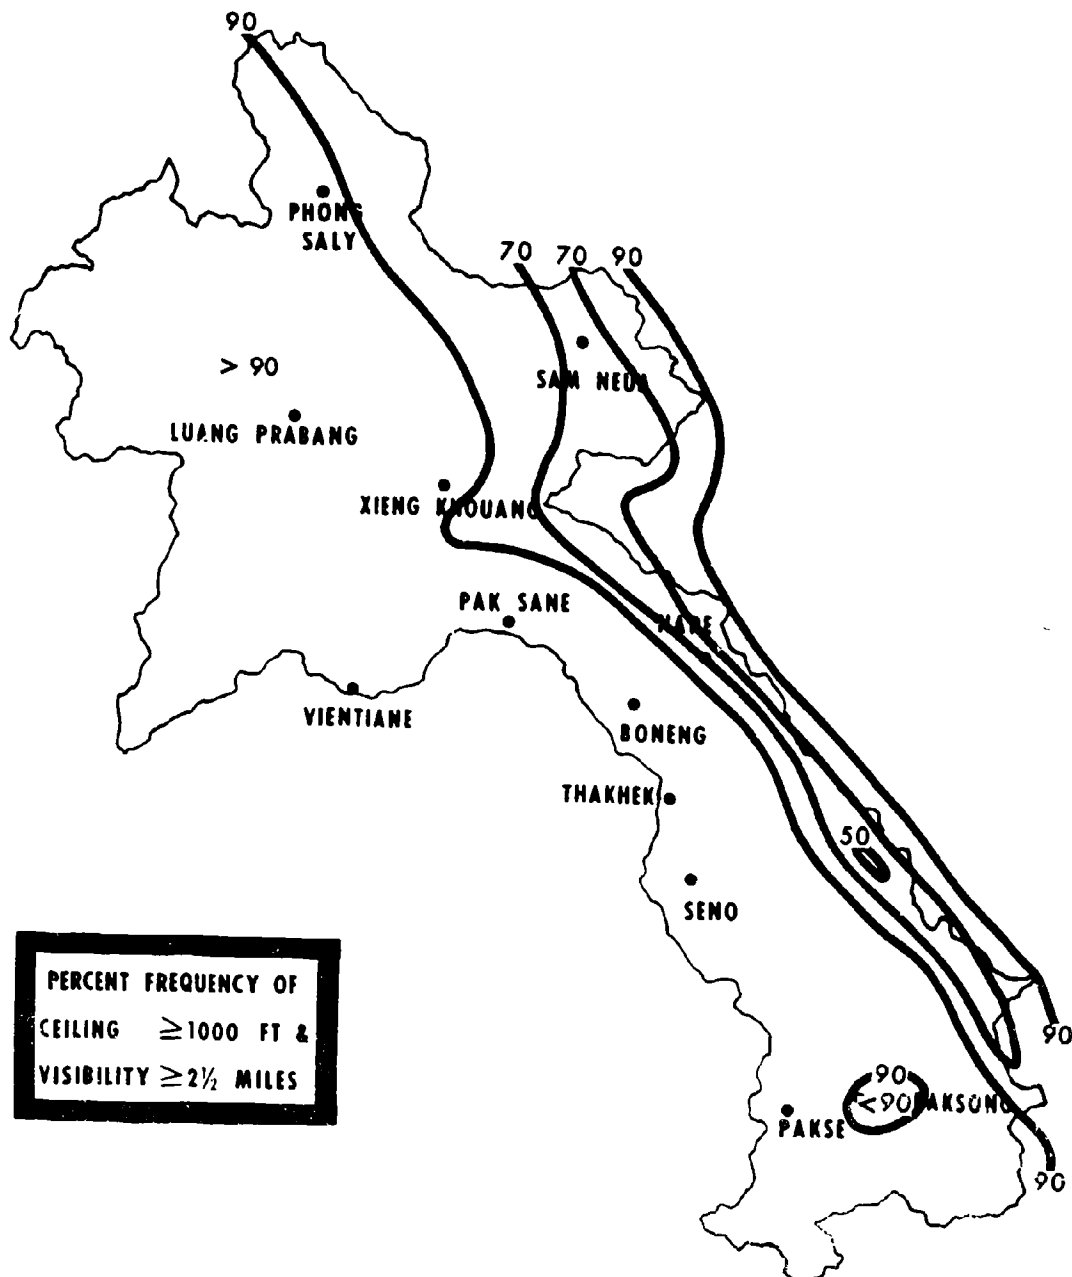 90
PHONG
SALY
70 70 90
> 90
SAM NEUA
LUANG PRABANG
XIENG KHOUANG
PAK SANE
NAPE
VIENTIANE
BONENG
THAKHEK
50
SENO
PERCENT FREQUENCY OF
CEILING ≧1000 FT &
VISIBILITY ≧2½ MILES
90
90
<90 PAKSONG
PAKSE
90